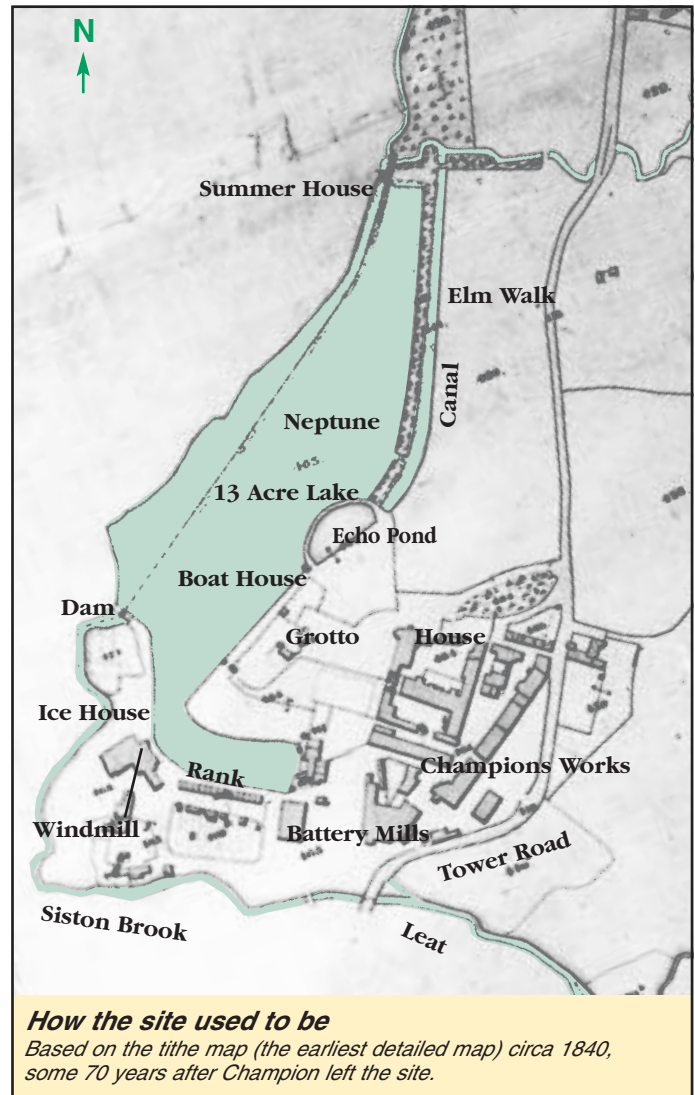 N
Summer House
Elm Walk
Canal
Neptune
13 Acre Lake
Echo Pond
Boat House
Dam
Grotto
House
Ice House
Rank
Champions Works
Windmill
Battery Mills
Tower Road
Siston Brook
Leat
How the site used to be
Based on the tithe map (the earliest detailed map) circa 1840,
some 70 years after Champion left the site.